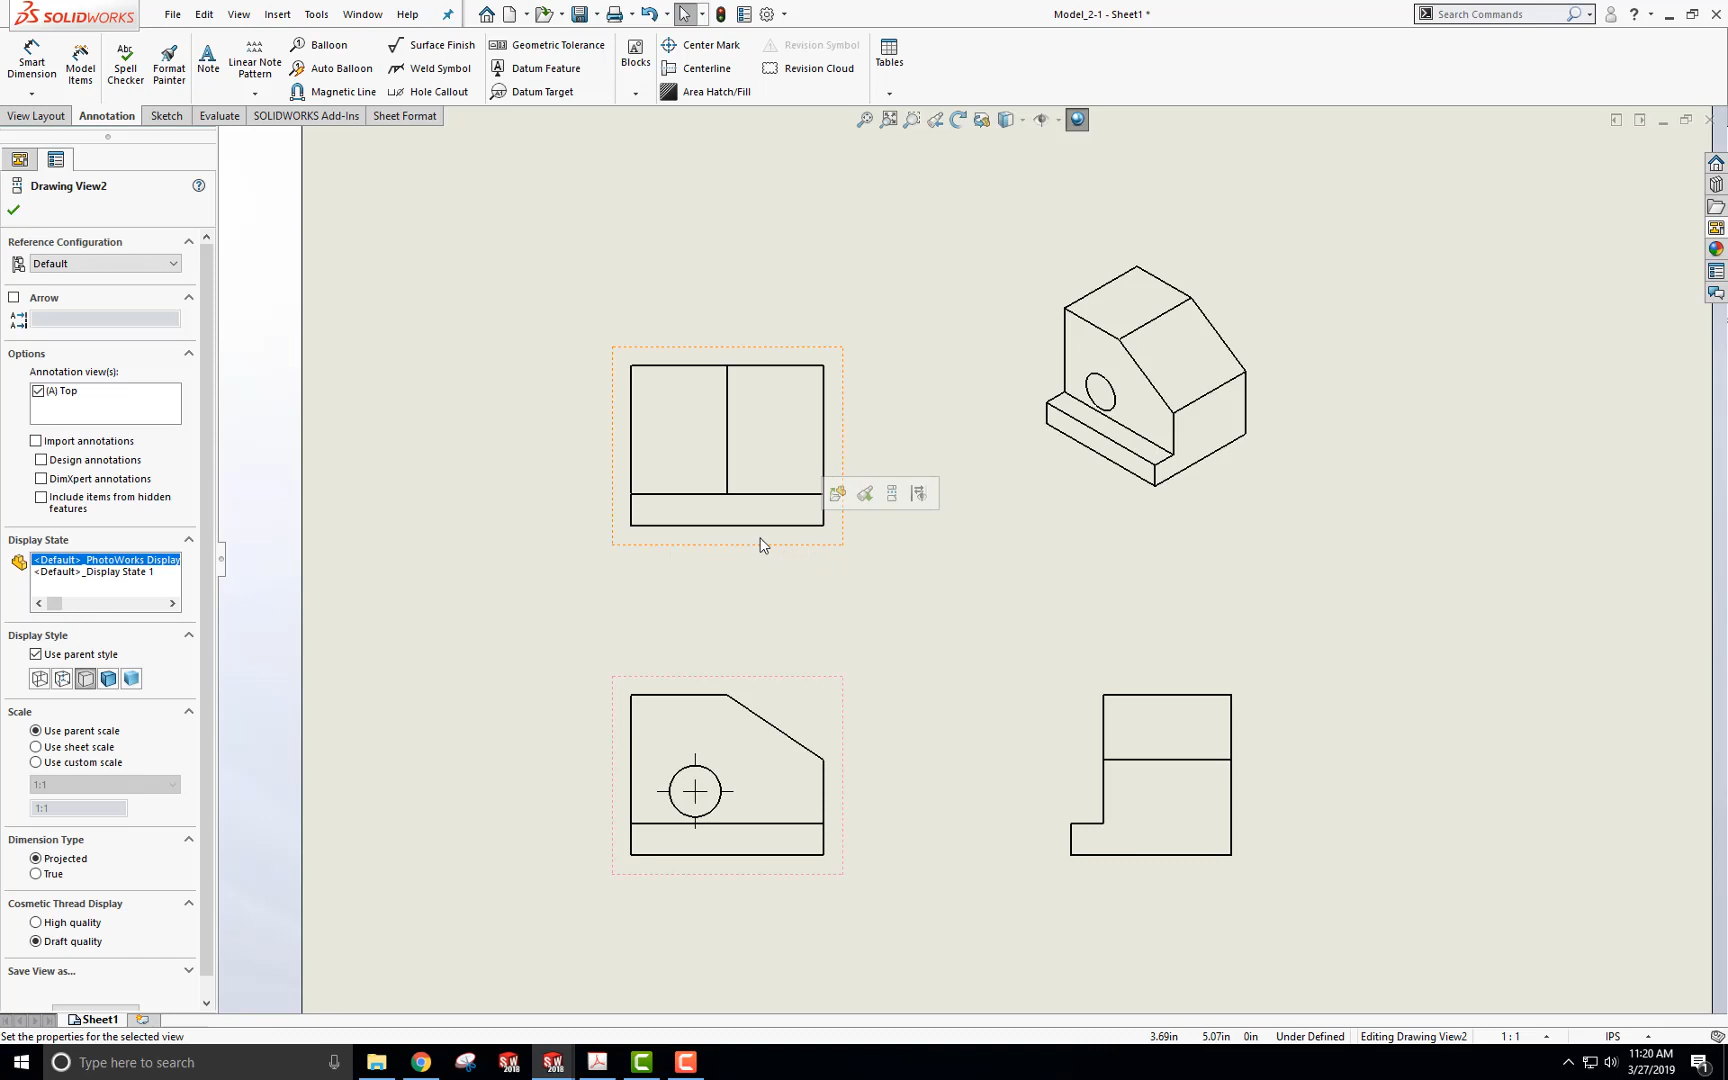 SOLIDWORKS File Edit View Insert Tools Window Help Model_2-1 - Sheet1 * Search Commands ?
Smart Dimension
Model Items
Abc Spell Checker
Format Painter
A Note
AAA AAA Linear Note Pattern
Balloon
Auto Balloon
Magnetic Line
Surface Finish
Weld Symbol
Hole Callout
Geometric Tolerance
Datum Feature
Datum Target
A Blocks
Center Mark
Centerline
Area Hatch/Fill
Revision Symbol
Revision Cloud
Tables
View Layout Annotation Sketch Evaluate SOLIDWORKS Add-Ins Sheet Format
Drawing View2 ?
Reference Configuration
Default
Arrow
Options
Annotation view(s):
(A) Top
Import annotations
Design annotations
DimXpert annotations
Include items from hidden
features
Display State
<Default>_PhotoWorks Display
<Default>_Display State 1
Display Style
Use parent style
Scale
Use parent scale
Use sheet scale
Use custom scale
1:1
1:1
Dimension Type
Projected
True
Cosmetic Thread Display
High quality
Draft quality
Save View as...
Sheet1
Set the properties for the selected view 3.69in 5.07in 0in Under Defined Editing Drawing View2 1 : 1 IPS
Type here to search SW 2018 SW 2018 11:20 AM
3/27/2019 1